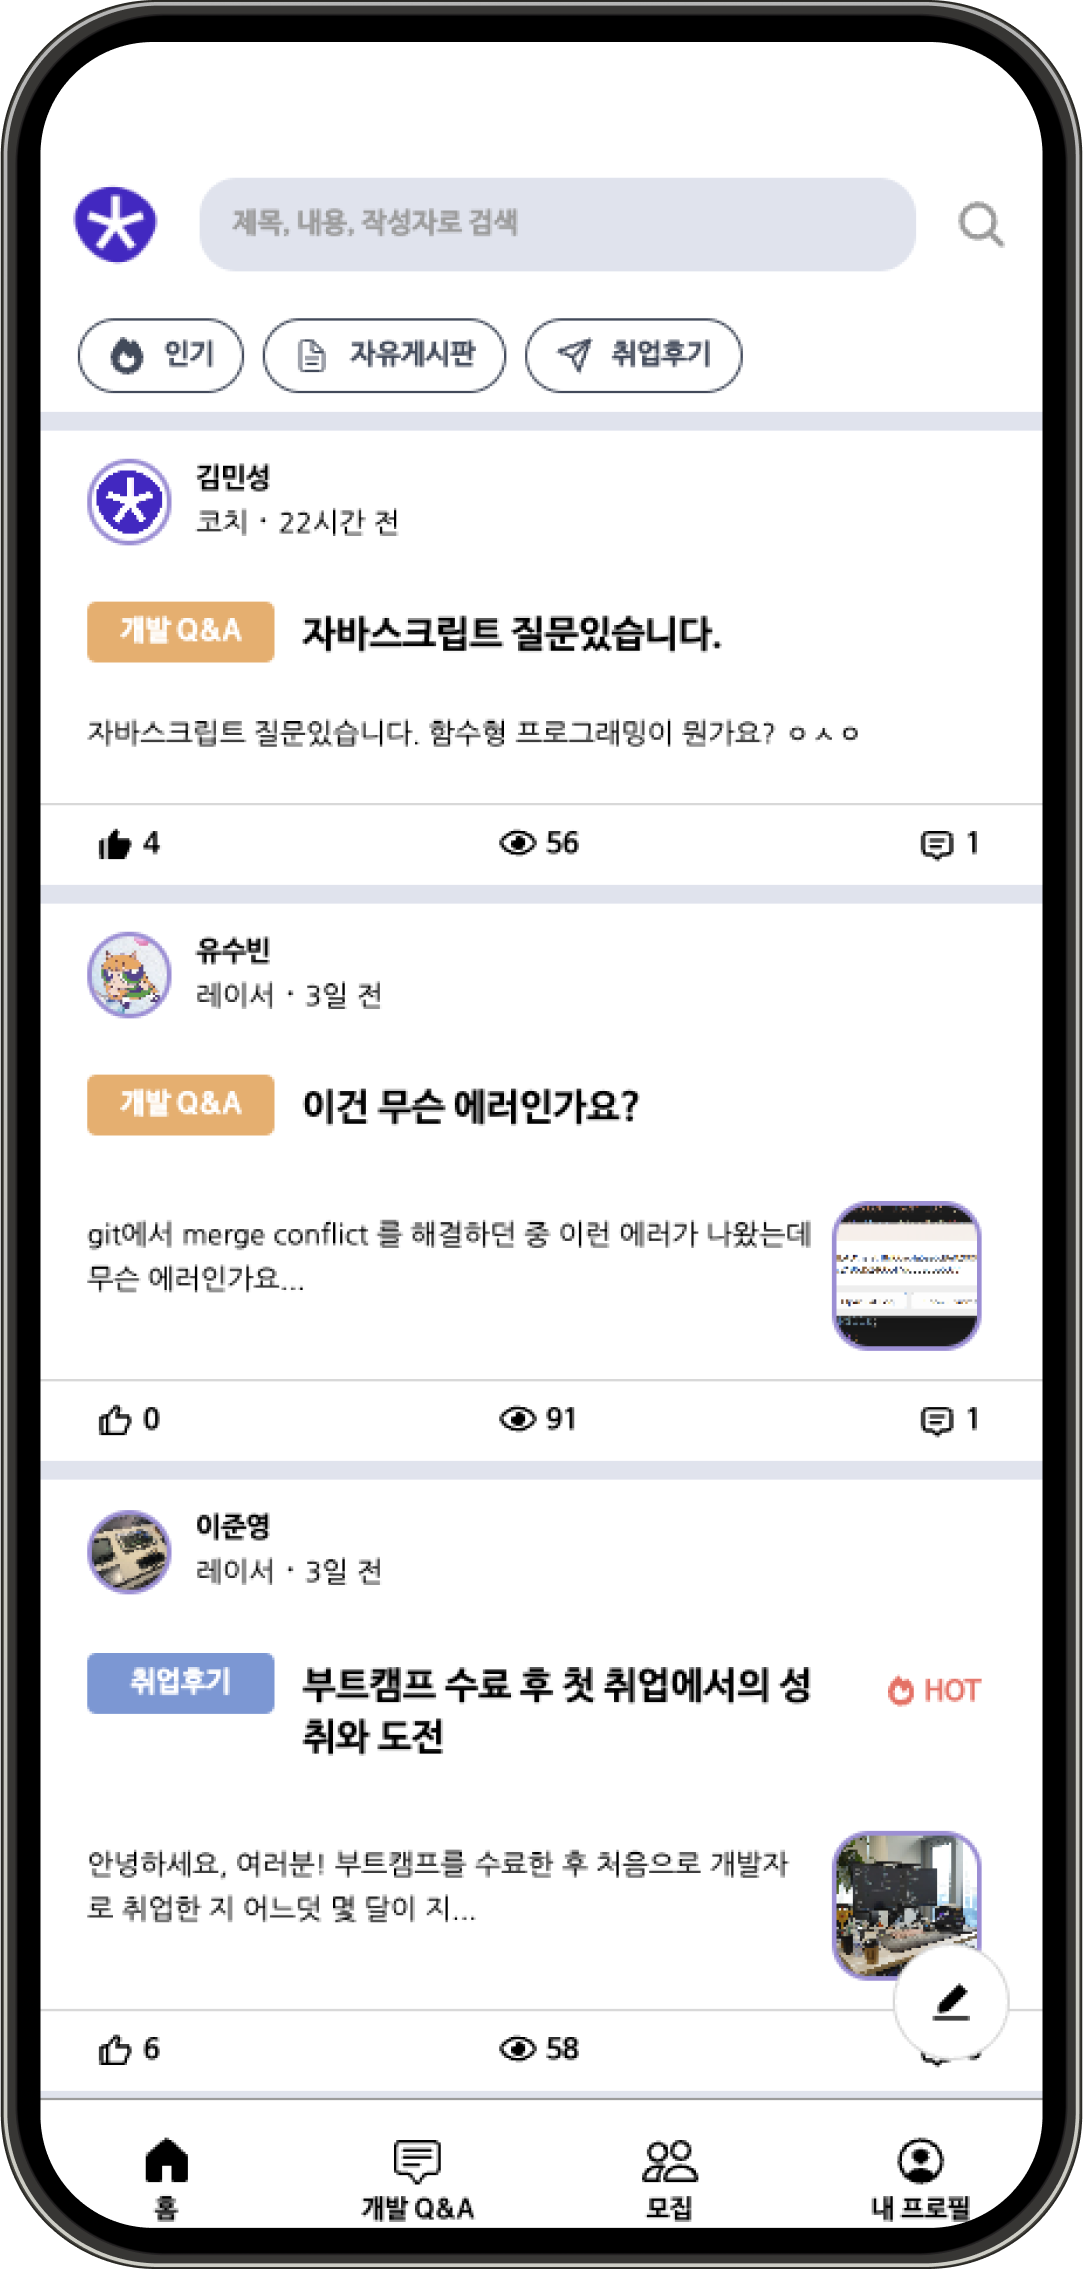 제목, 내용, 작성자로 검색
인기
자유게시판
취업후기
김민성
코치 · 22시간 전
개발 Q&A
자바스크립트 질문있습니다.
자바스크립트 질문있습니다. 함수형 프로그래밍이 뭔가요? ㅇㅅㅇ
4
56
1
유수빈
레이서 · 3일 전
개발 Q&A
이건 무슨 에러인가요?
git에서 merge conflict 를 해결하던 중 이런 에러가 나왔는데
무슨 에러인가요...
0
91
1
이준영
레이서 · 3일 전
취업후기
부트캠프 수료 후 첫 취업에서의 성
취와 도전
HOT
안녕하세요, 여러분! 부트캠프를 수료한 후 처음으로 개발자
로 취업한 지 어느덧 몇 달이 지...
6
58
홈
개발 Q&A
모집
내 프로필